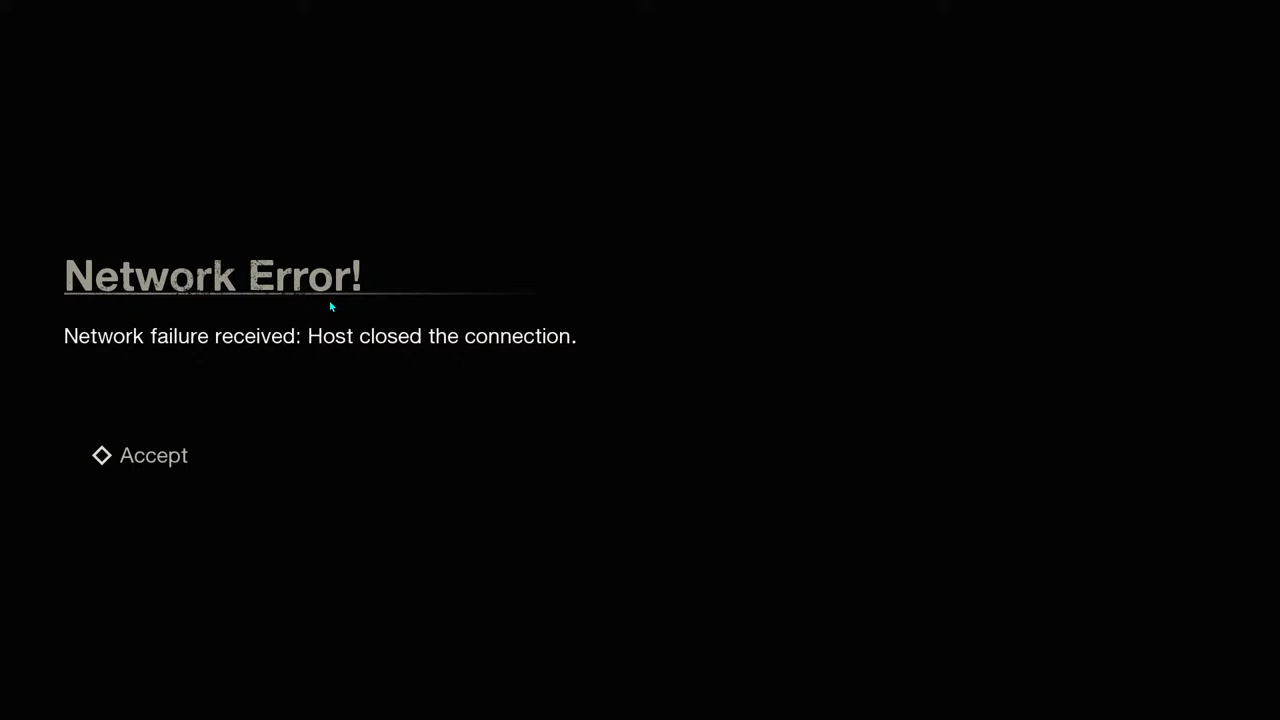 Network Error!
Network failure received: Host closed the connection.
Accept